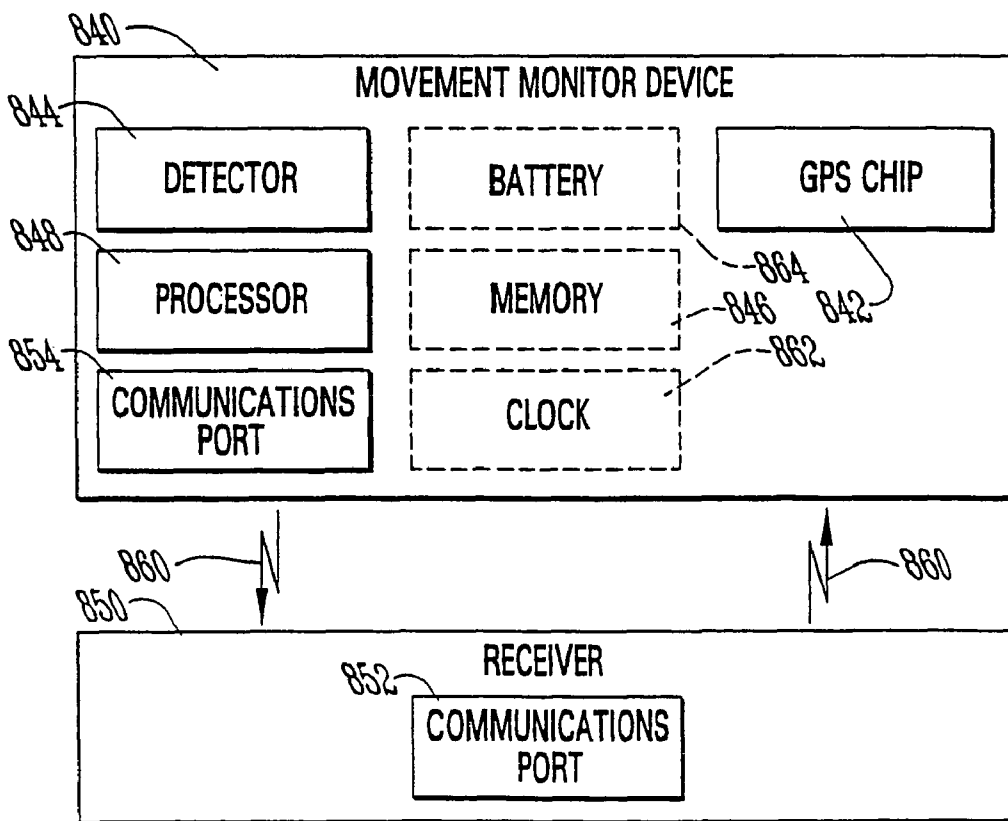 840
MOVEMENT MONITOR DEVICE
844
DETECTOR
BATTERY
GPS CHIP
848
864
PROCESSOR
MEMORY
846
842
854
862
COMMUNICATIONS
PORT
CLOCK
860
860
850
RECEIVER
852
COMMUNICATIONS
PORT